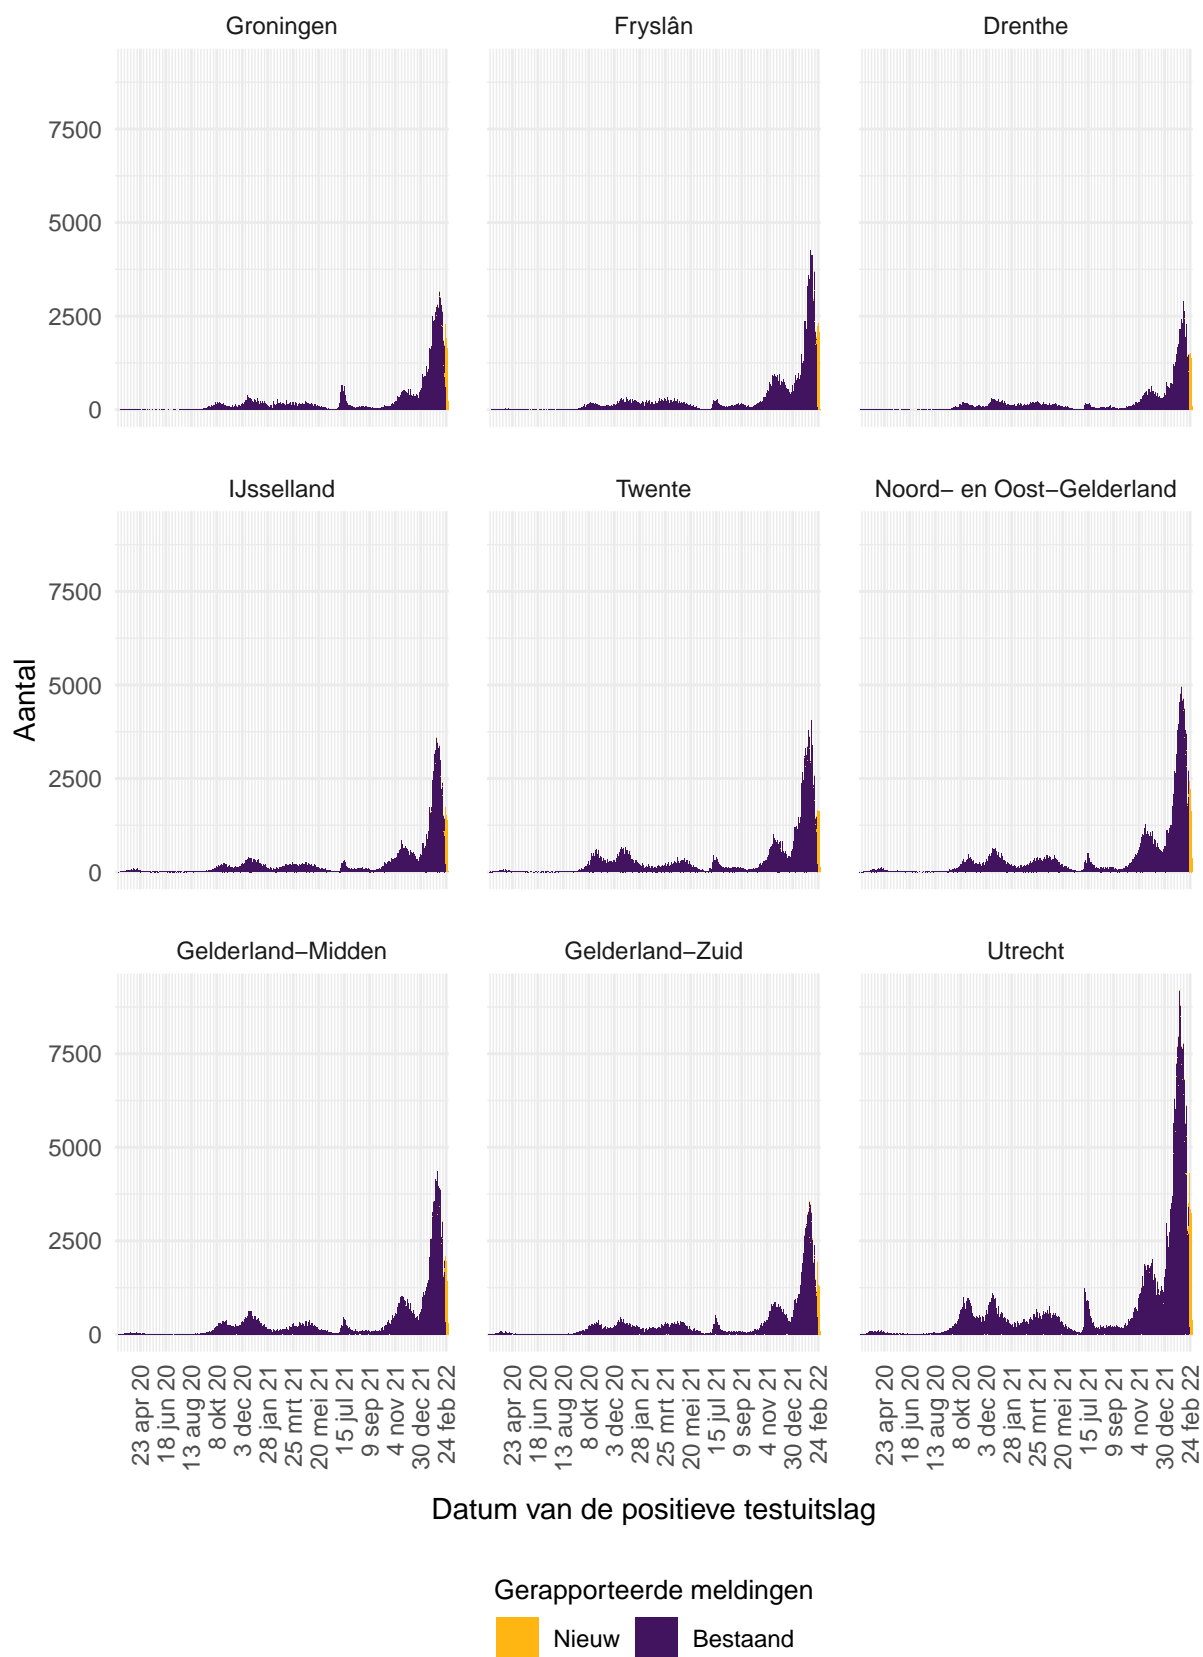 Groningen Fryslân Drenthe
7500
5000
2500
0
IJsselland Twente Noord− en Oost−Gelderland
7500
5000
2500
0
Aantal
Gelderland−Midden Gelderland−Zuid Utrecht
7500
5000
2500
0
23 apr 20
18 jun 20
13 aug 20
8 okt 20
3 dec 20
28 jan 21
25 mrt 21
20 mei 21
15 jul 21
9 sep 21
4 nov 21
30 dec 21
24 feb 22
23 apr 20
18 jun 20
13 aug 20
8 okt 20
3 dec 20
28 jan 21
25 mrt 21
20 mei 21
15 jul 21
9 sep 21
4 nov 21
30 dec 21
24 feb 22
23 apr 20
18 jun 20
13 aug 20
8 okt 20
3 dec 20
28 jan 21
25 mrt 21
20 mei 21
15 jul 21
9 sep 21
4 nov 21
30 dec 21
24 feb 22
Datum van de positieve testuitslag
Gerapporteerde meldingen
Nieuw Bestaand